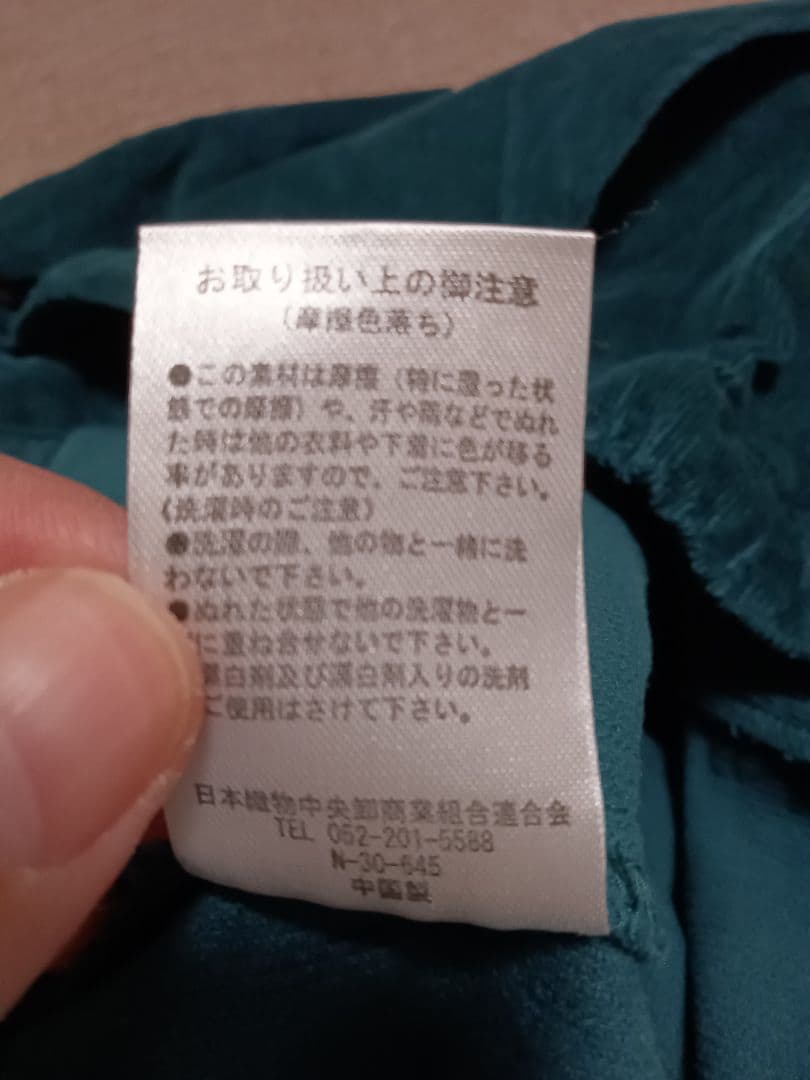 お取り扱い上の御注意
(摩擦色落ち)
●この素材は摩擦(特に湿った状
態での摩擦)や、汗や雨などでぬれ
た時は他の衣料や下着に色が移る
事がありますので、ご注意下さい。
(洗濯時のご注意)
●洗濯の際、他の物と一緒に洗
わないで下さい。
●ぬれた状態で他の洗濯物と一
に重ね合せないで下さい。
漂白剤及び漂白剤入りの洗剤
ご使用はさけて下さい。
日本織物中央卸商業組合連合会
TEL 052-201-5588
N-30-645
中国製